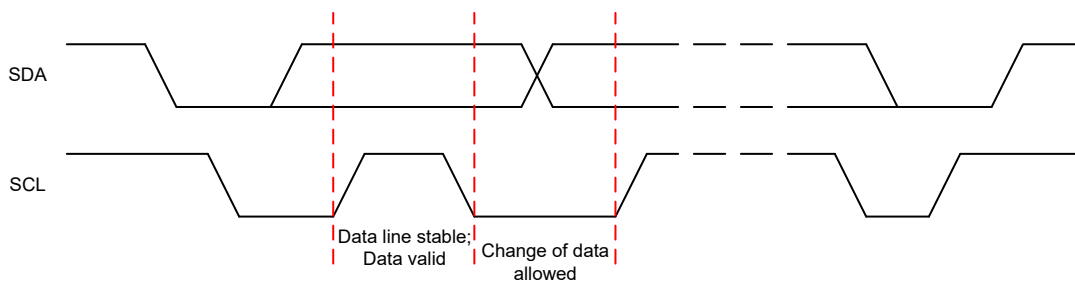 SDA
SCL
Data line stable;
Data valid
Change of data
allowed